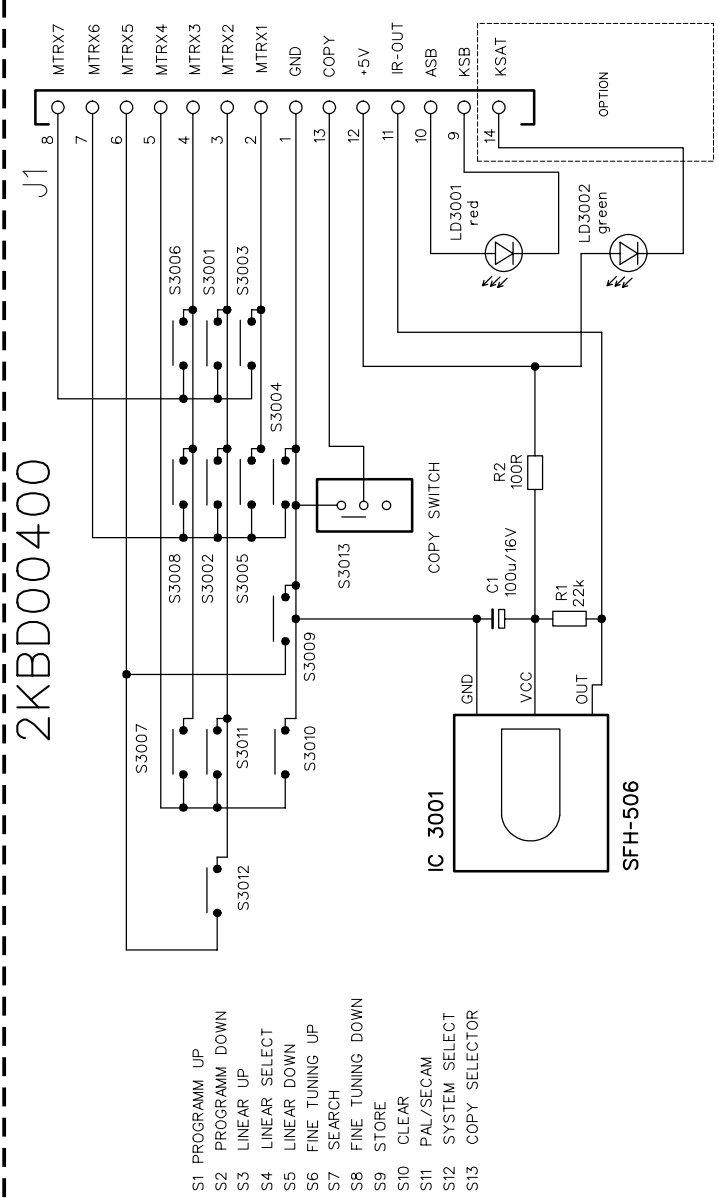 2KBD00400
J1
8 MTRX7
7 MTRX6
6 MTRX5
5 MTRX4
4 MTRX3
3 MTRX2
2 MTRX1
1 GND
13 COPY
12 +5V
11 IR-OUT
10 ASB
9 KSB
14 KSAT
OPTION
S3006
S3001
S3003
S3004
S3008
S3002
S3005
S3009
S3007
S3011
S3010
S3012
S3013
COPY SWITCH
LD3001
red
LD3002
green
R2
100R
C1
100u/16V
R1
22k
GND
VCC
OUT
IC 3001
SFH-506
S1 PROGRAMM UP
S2 PROGRAMM DOWN
S3 LINEAR UP
S4 LINEAR SELECT
S5 LINEAR DOWN
S6 FINE TUNING UP
S7 SEARCH
S8 FINE TUNING DOWN
S9 STORE
S10 CLEAR
S11 PAL/SECAM
S12 SYSTEM SELECT
S13 COPY SELECTOR